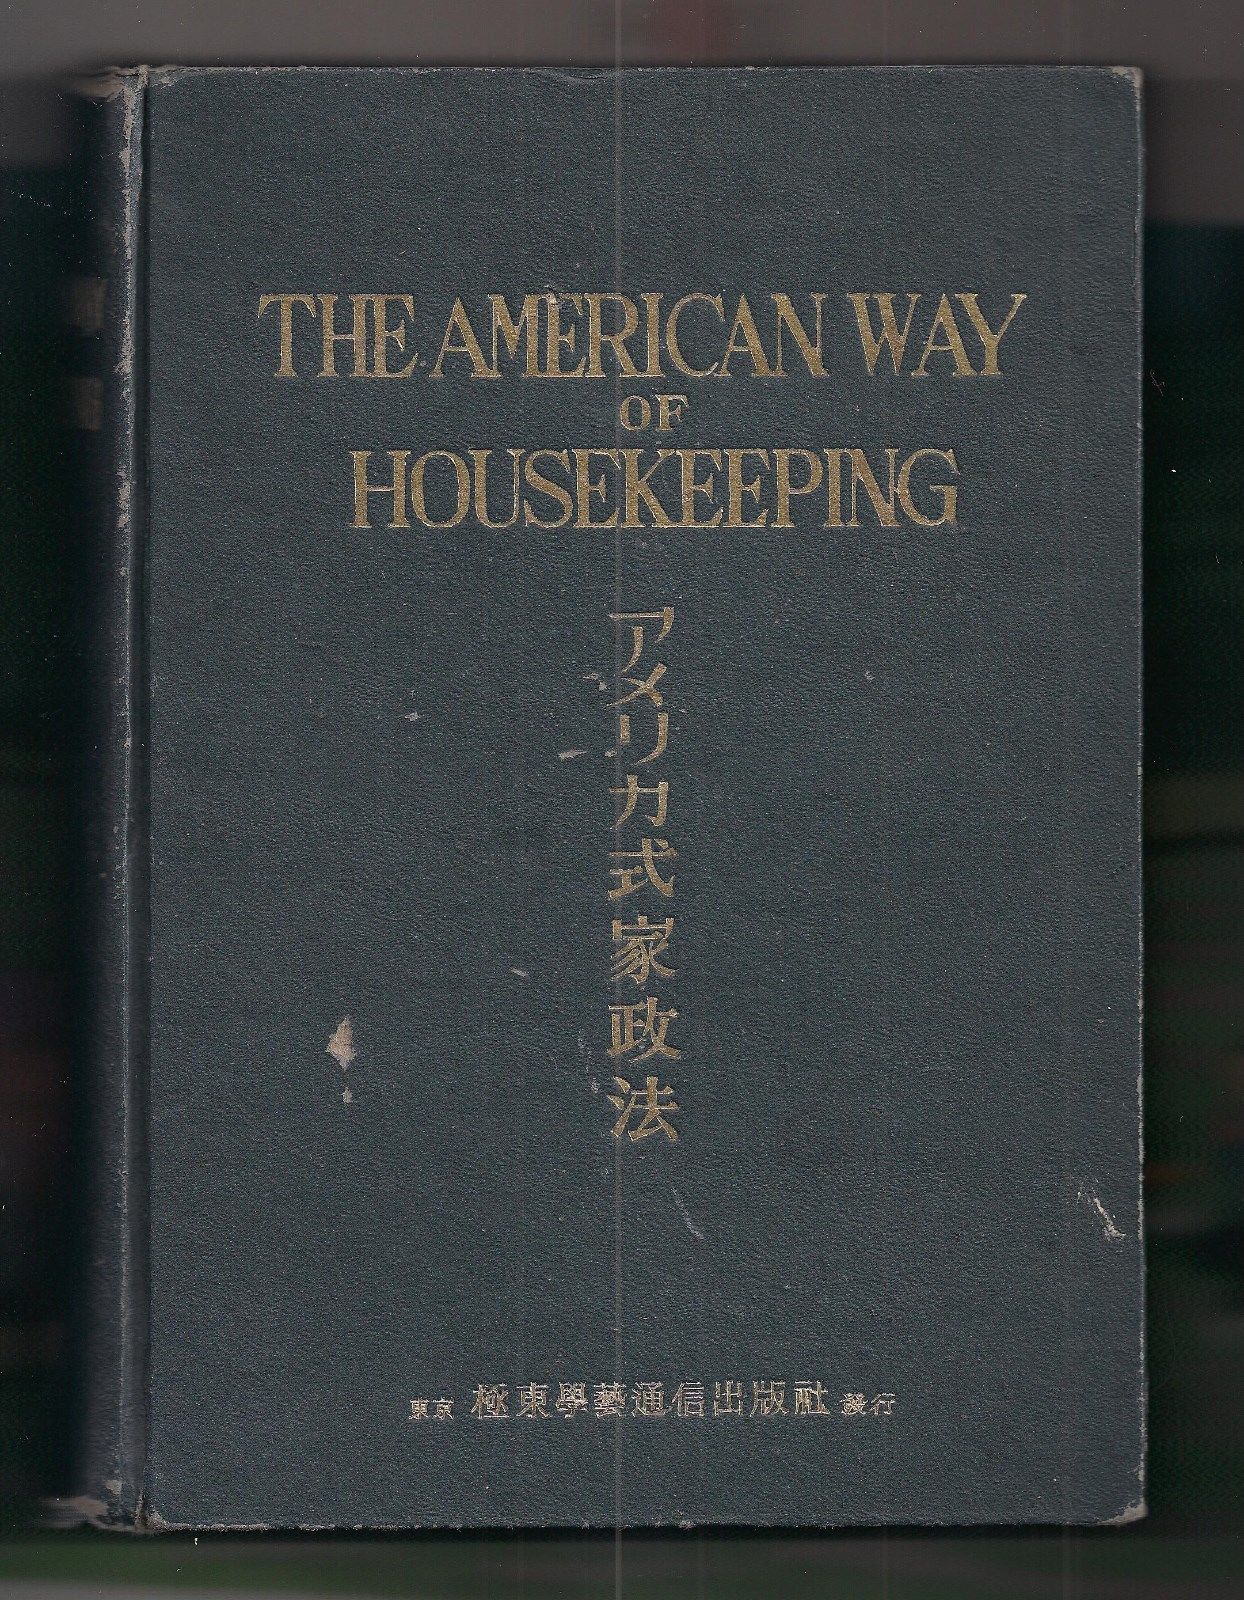 THE AMERICAN WAY
OF
HOUSEKEEPING
アメリカ式家政法
東京 極東學藝通信出版社 發行